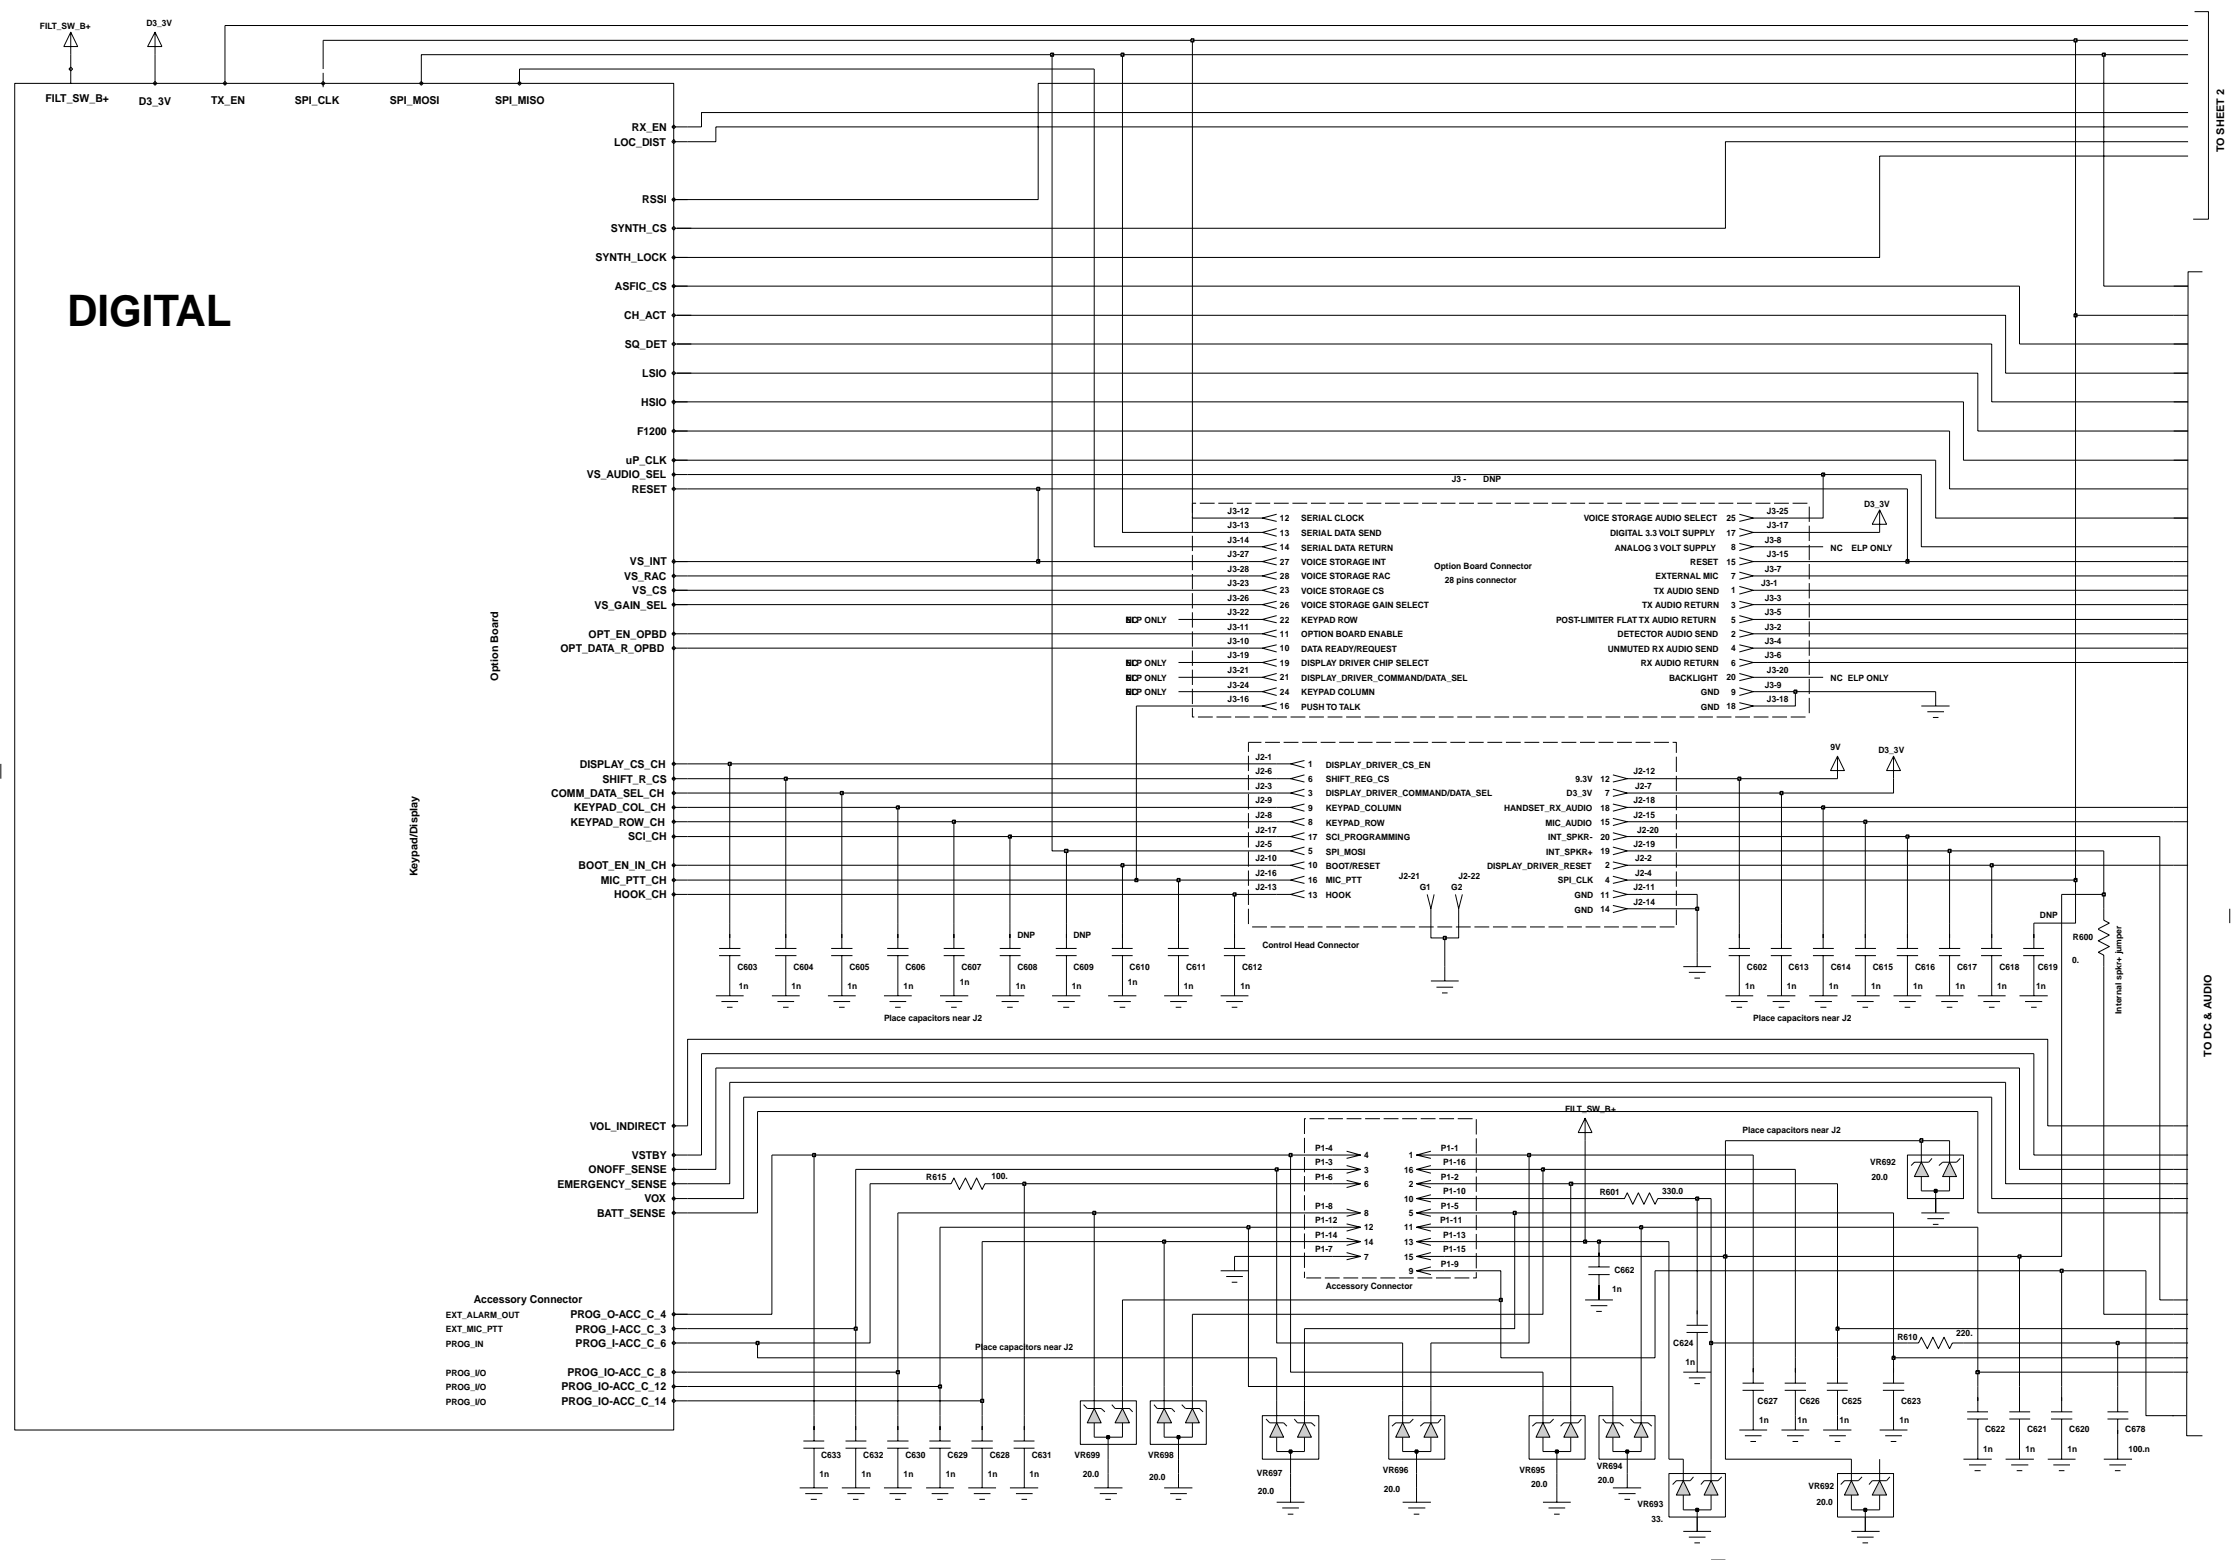 FILT_SW_B+
D3_3V
FILT_SW_B+
D3_3V
TX_EN
SPI_CLK
SPI_MOSI
SPI_MISO
TO SHEET 2
RX_EN
LOC_DIST
RSSI
SYNTH_CS
SYNTH_LOCK
DIGITAL
ASFIC_CS
CH_ACT
SQ_DET
LSIO
HSIO
F1200
uP_CLK
VS_AUDIO_SEL
RESET
VS_INT
VS_RAC
VS_CS
VS_GAIN_SEL
OPT_EN_OPBD
OPT_DATA_R_OPBD
Option Board
J3 - DNP
J3-12 12 SERIAL CLOCK
J3-13 13 SERIAL DATA SEND
J3-14 14 SERIAL DATA RETURN
J3-27 27 VOICE STORAGE INT
J3-28 28 VOICE STORAGE RAC
J3-23 23 VOICE STORAGE CS
J3-26 26 VOICE STORAGE GAIN SELECT
ONLY J3-22 22 KEYPAD ROW
J3-11 11 OPTION BOARD ENABLE
J3-10 10 DATA READY/REQUEST
ONLY J3-19 19 DISPLAY DRIVER CHIP SELECT
ONLY J3-21 21 DISPLAY_DRIVER_COMMAND/DATA_SEL
ONLY J3-24 24 KEYPAD COLUMN
J3-16 16 PUSH TO TALK
Option Board Connector
28 pins connector
D3_3V
VOICE STORAGE AUDIO SELECT 25 J3-25
DIGITAL 3.3 VOLT SUPPLY 17 J3-17
ANALOG 3 VOLT SUPPLY 8 J3-8 NC ELP ONLY
RESET 15 J3-15
EXTERNAL MIC 7 J3-7
TX AUDIO SEND 1 J3-1
TX AUDIO RETURN 3 J3-3
POST-LIMITER FLAT TX AUDIO RETURN 5 J3-5
DETECTOR AUDIO SEND 2 J3-2
UNMUTED RX AUDIO SEND 4 J3-4
RX AUDIO RETURN 6 J3-6
BACKLIGHT 20 J3-20 NC ELP ONLY
GND 9 J3-9
GND 18 J3-18
Keypad/Display
DISPLAY_CS_CH
SHIFT_R_CS
COMM_DATA_SEL_CH
KEYPAD_COL_CH
KEYPAD_ROW_CH
SCI_CH
BOOT_EN_IN_CH
MIC_PTT_CH
HOOK_CH
J2-1 1 DISPLAY_DRIVER_CS_EN
J2-6 6 SHIFT_REG_CS
J2-3 3 DISPLAY_DRIVER_COMMAND/DATA_SEL
J2-9 9 KEYPAD_COLUMN
J2-8 8 KEYPAD_ROW
J2-17 17 SCI_PROGRAMMING
J2-5 5 SPI_MOSI
J2-10 10 BOOT/RESET
J2-16 16 MIC_PTT
J2-13 13 HOOK
J2-21 G1
J2-22 G2
9V
D3_3V
9.3V 12 J2-12
D3_3V 7 J2-7
HANDSET_RX_AUDIO 18 J2-18
MIC_AUDIO 15 J2-15
INT_SPKR- 20 J2-20
INT_SPKR+ 19 J2-19
DISPLAY_DRIVER_RESET 2 J2-2
SPI_CLK 4 J2-4
GND 11 J2-11
GND 14 J2-14
Control Head Connector
C603 1n
C604 1n
C605 1n
C606 1n
C607 1n
DNP C608 1n
DNP C609 1n
C610 1n
C611 1n
C612 1n
Place capacitors near J2
C602 1n
C613 1n
C614 1n
C615 1n
C616 1n
C617 1n
C618 1n
DNP C619 1n
Place capacitors near J2
R600 0.
Internal spkr+ jumper
TO DC & AUDIO
VOL_INDIRECT
VSTBY
ONOFF_SENSE
EMERGENCY_SENSE
VOX
BATT_SENSE
R615 100.
P1-4 4
P1-3 3
P1-6 6
P1-8 8
P1-12 12
P1-14 14
P1-7 7
1 P1-1
16 P1-16
2 P1-2
10 P1-10
5 P1-5
11 P1-11
13 P1-13
15 P1-15
9 P1-9
Accessory Connector
FILT_SW_B+
R601 330.0
C662 1n
Place capacitors near J2
VR692 20.0
Accessory Connector
EXT_ALARM_OUT PROG_O-ACC_C_4
EXT_MIC_PTT PROG_I-ACC_C_3
PROG_IN PROG_I-ACC_C_6
PROG_I/O PROG_IO-ACC_C_8
PROG_I/O PROG_IO-ACC_C_12
PROG_I/O PROG_IO-ACC_C_14
Place capacitors near J2
C624 1n
R610 220.
C633 1n
C632 1n
C630 1n
C629 1n
C628 1n
C631 1n
VR699 20.0
VR698 20.0
VR697 20.0
VR696 20.0
VR695 20.0
VR694 20.0
VR693 33.
C627 1n
C626 1n
C625 1n
C623 1n
VR692 20.0
C622 1n
C621 1n
C620 1n
C678 100.n